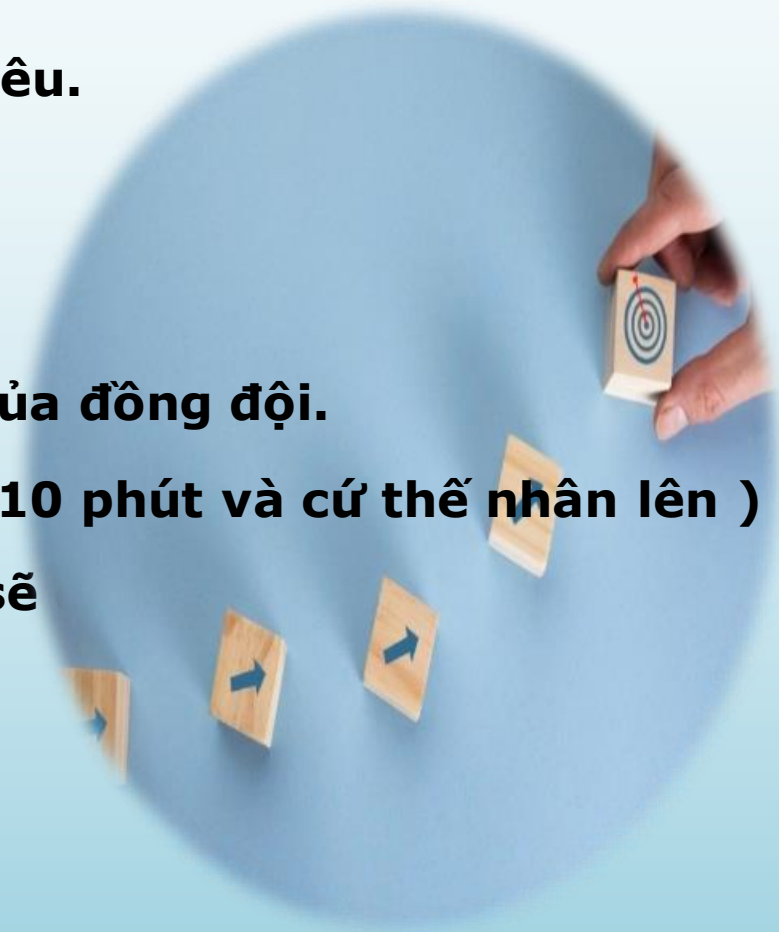 êu.
ủa đồng đội.
10 phút và cứ thế nhân lên )
sẽ